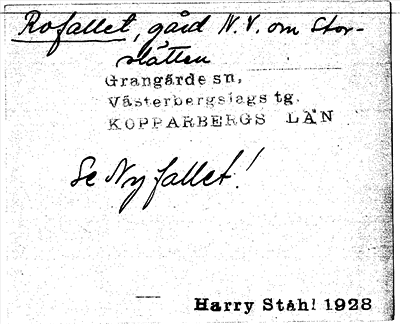 Rofallet, gård N.V. om Stor-
slätten
Grangärde sn,
Västerbergslags tg.
KOPPARBERGS LÄN
Se Nyfallet!
Harry Ståhl 1928